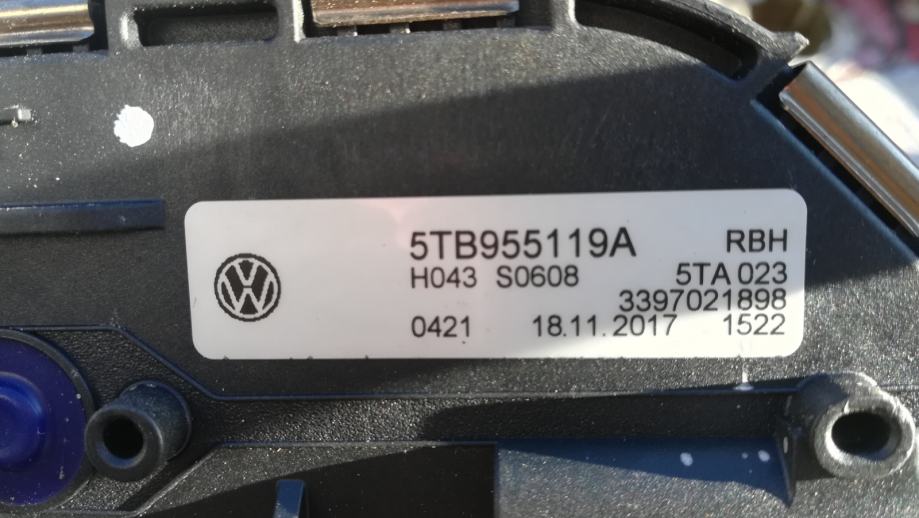 5TB955119A RBH
H043 S0608 5TA 023
3397021898
0421 18.11.2017 1522